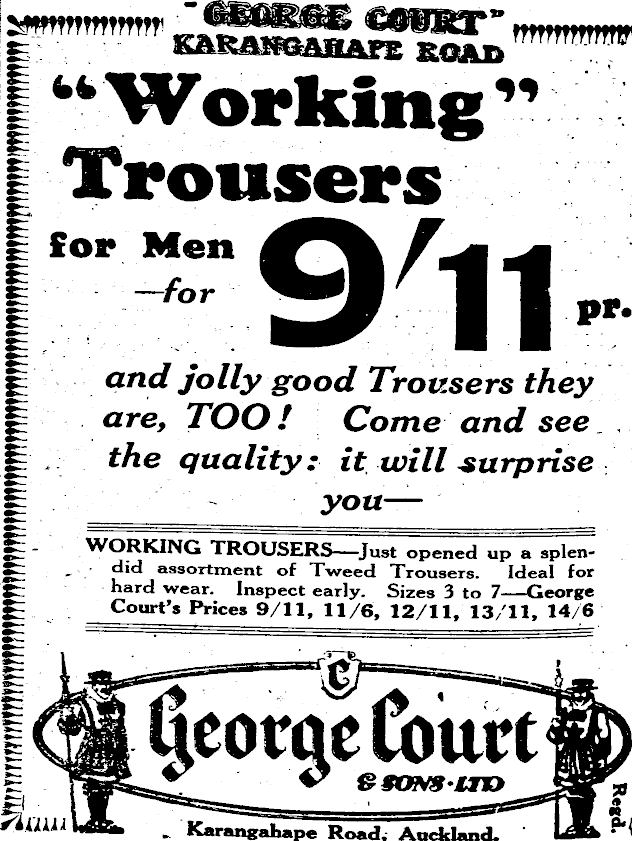 "GEORGE COURT"
KARANGAHAPE ROAD
"Working"
Trousers
for Men
—for
9/11 pr.
and jolly good Trousers they
are, TOO! Come and see
the quality: it will surprise
you—
WORKING TROUSERS—Just opened up a splen-
did assortment of Tweed Trousers. Ideal for
hard wear. Inspect early. Sizes 3 to 7—George
Court's Prices 9/11, 11/6, 12/11, 13/11, 14/6
C
George Court
& SONS·LTD
Regd.
Karangahape Road, Auckland.